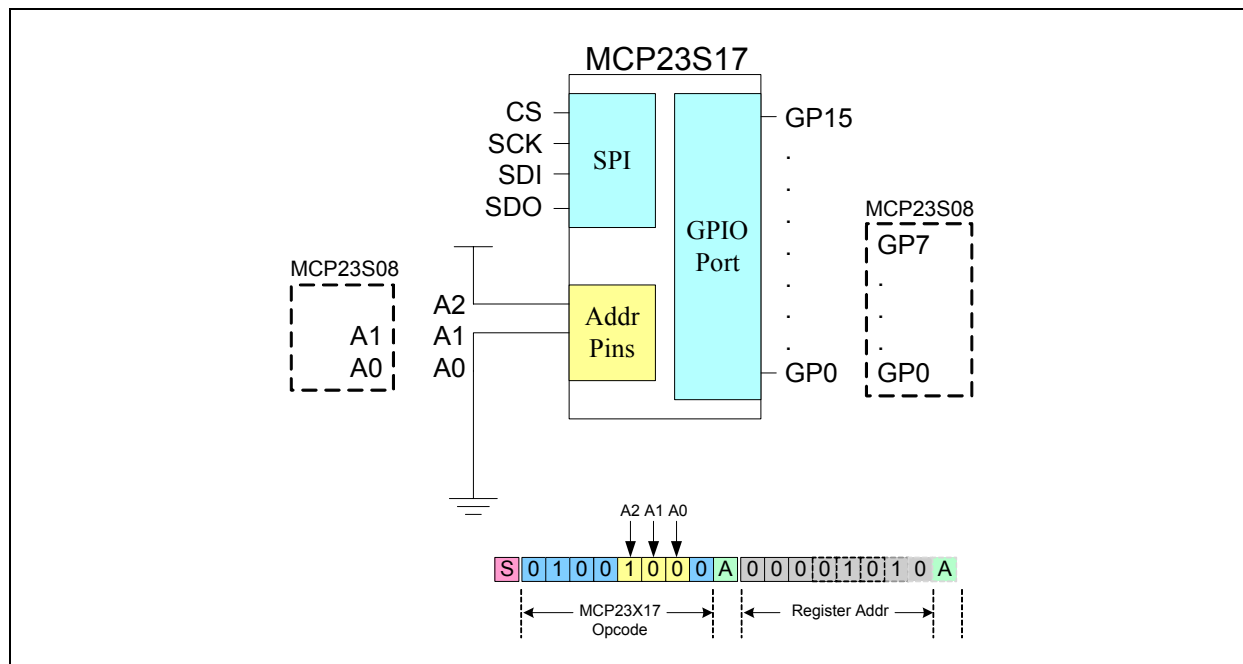 MCP23S17
CS
SCK
SDI
SDO
SPI
GPIO
Port
GP15
.
.
.
.
.
.
.
GP0
MCP23S08
GP7
.
.
.
GP0
MCP23S08
A1
A0
A2
A1
A0
Addr
Pins
A2 A1 A0
S 0 1 0 0 1 0 0 0 A 0 0 0 0 1 0 1 0 A
MCP23X17
Opcode
Register Addr